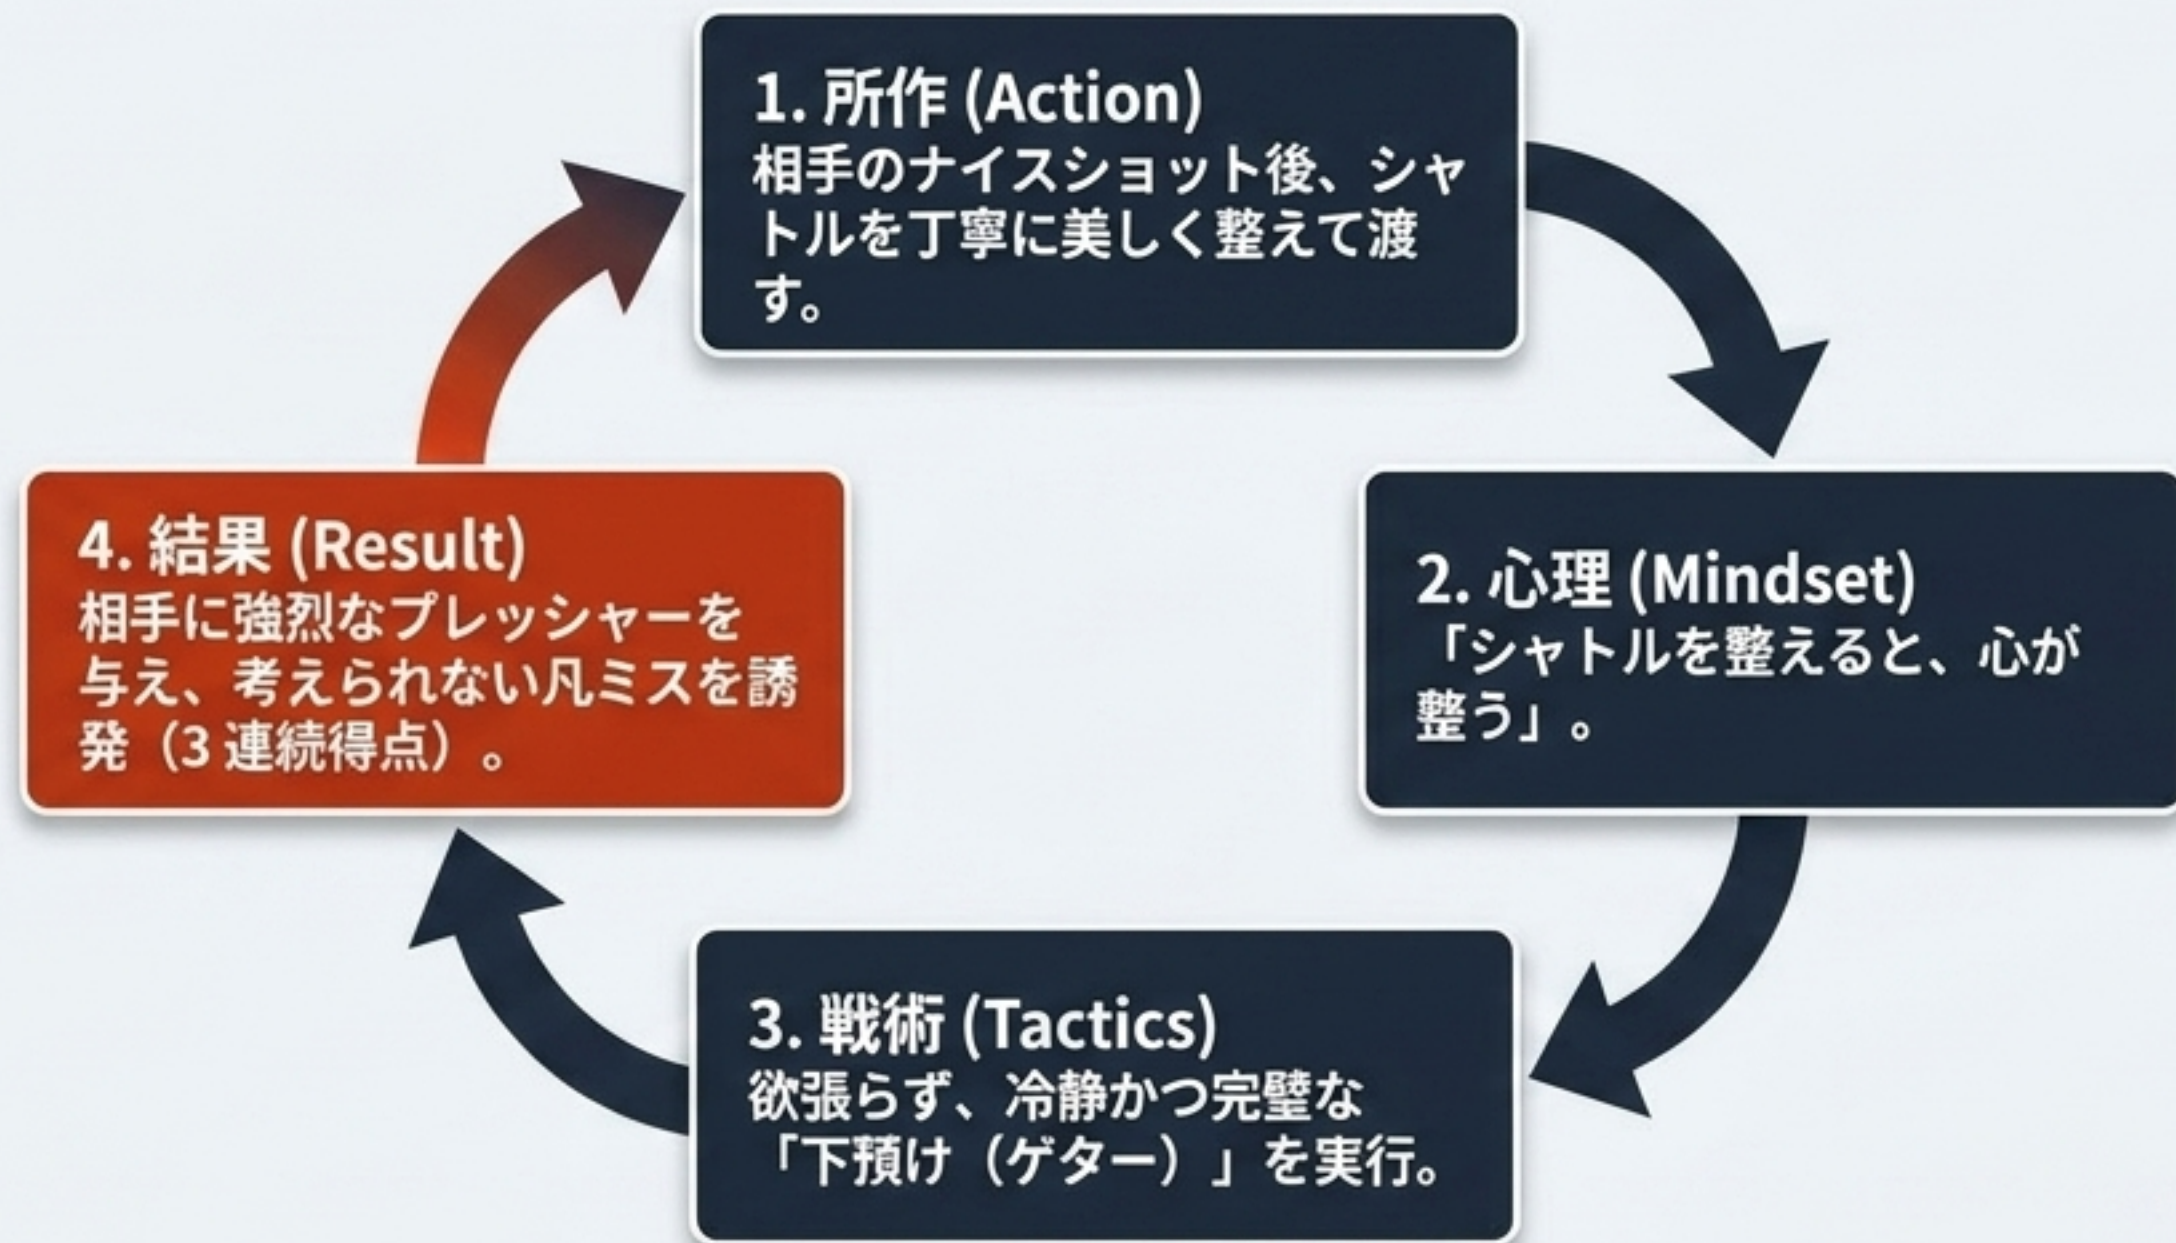 1. 所作 (Action)
相手のナイスショット後、シャ
トルを丁寧に美しく整えて渡
す。
2. 心理 (Mindset)
「シャトルを整えると、心が
整う」。
3. 戦術 (Tactics)
欲張らず、冷静かつ完璧な
「下預け（ゲター）」を実行。
4. 結果 (Result)
相手に強烈なプレッシャーを
与え、考えられない凡ミスを誘
発（3 連続得点）。